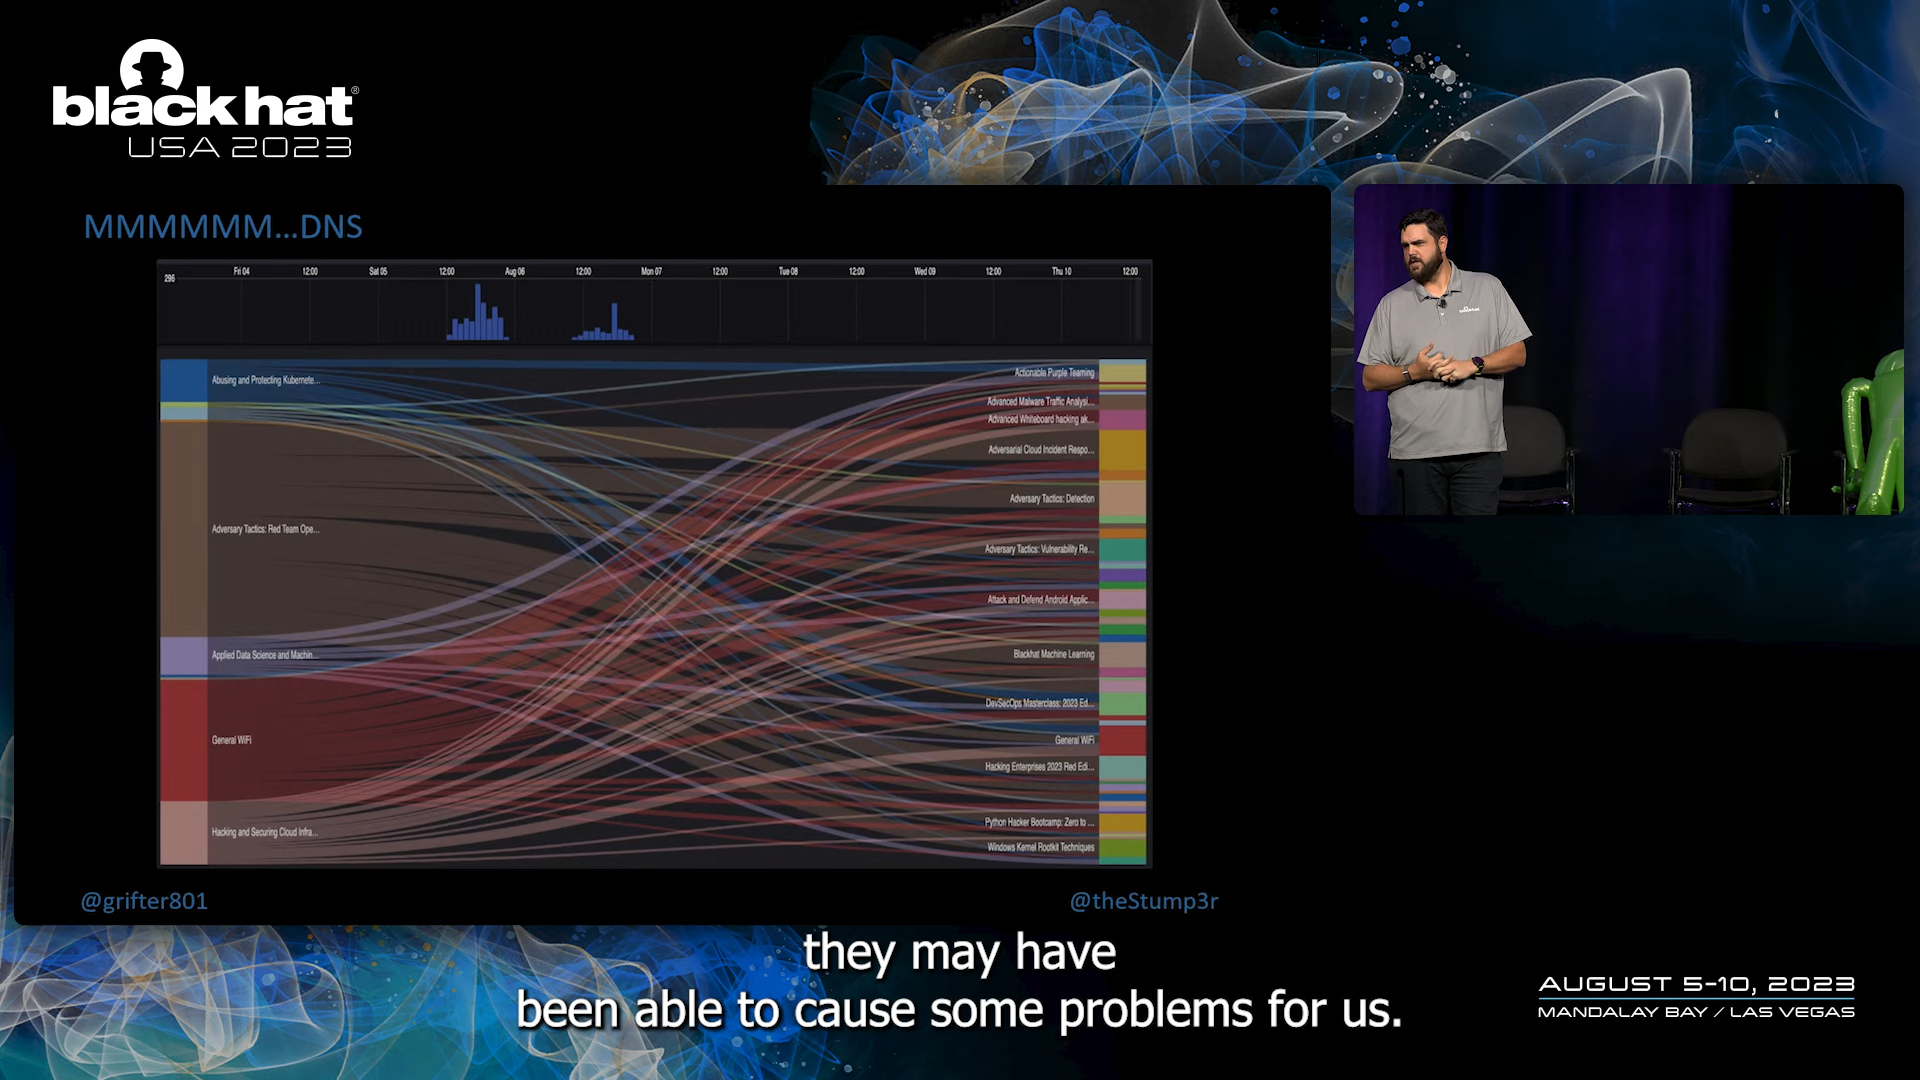 blackhat®
USA 2023
MMMMMM...DNS
296
Fri 04 12:00 Sat 05 12:00 Aug 06 12:00 Mon 07 12:00 Tue 08 12:00 Wed 09 12:00 Thu 10 12:00
Abusing and Protecting Kubernete...
Adversary Tactics: Red Team Ope...
Applied Data Science and Machin...
General WiFi
Hacking and Securing Cloud Infra...
Actionable Purple Teaming
Advanced Malware Traffic Analysi...
Advanced Whiteboard hacking ak...
Adversarial Cloud Incident Respo...
Adversary Tactics: Detection
Adversary Tactics: Vulnerability Re...
Attack and Defend Android Applic...
Blackhat Machine Learning
DevSecOps Masterclass: 2023 Ed...
General WiFi
Hacking Enterprises 2023 Red Edi...
Python Hacker Bootcamp: Zero to ...
Windows Kernel Rootkit Techniques
@grifter801
@theStump3r
they may have
been able to cause some problems for us.
AUGUST 5-10, 2023
MANDALAY BAY / LAS VEGAS